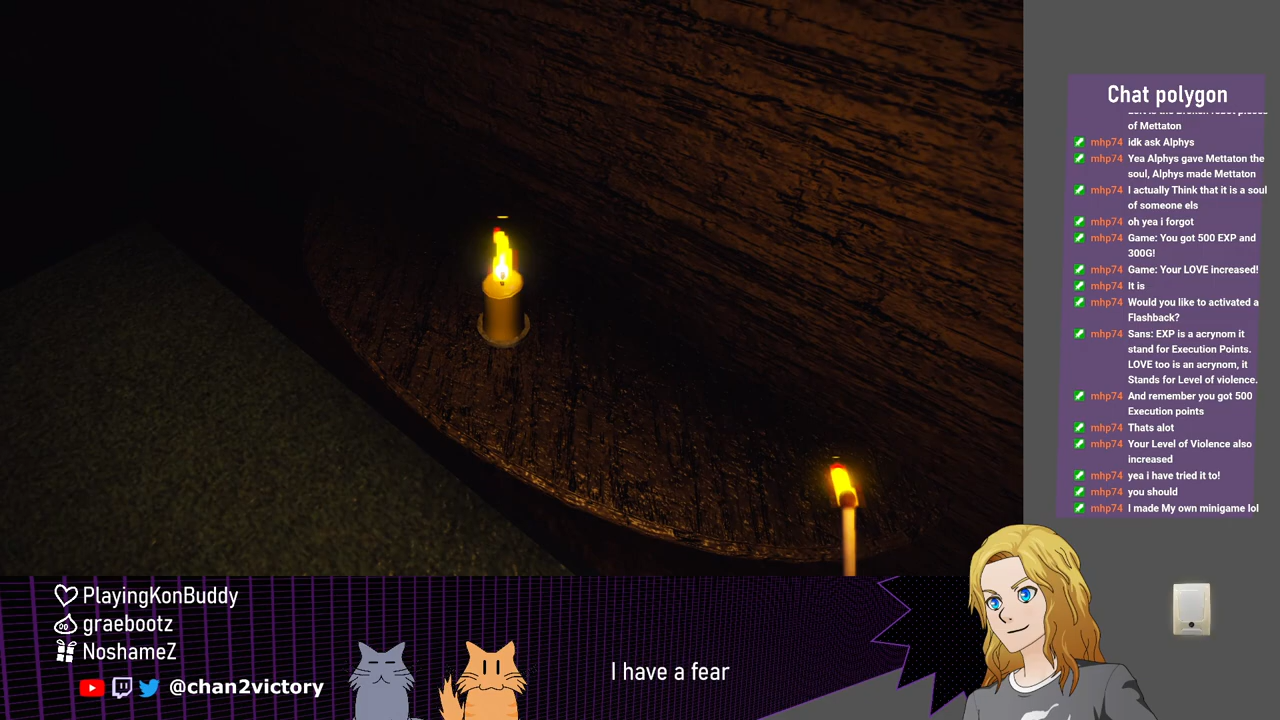 Chat polygon
of Mettaton
mhp74 idk ask Alphys
mhp74 Yea Alphys gave Mettaton the
soul, Alphys made Mettaton
mhp74 I actually Think that it is a soul
of someone els
mhp74 oh yea i forgot
mhp74 Game: You got 500 EXP and
300G!
mhp74 Game: Your LOVE increased!
mhp74 It is
mhp74 Would you like to activated a
Flashback?
mhp74 Sans: EXP is a acrynom it
stand for Execution Points.
LOVE too is an acronom, it
Stands for Level of violence.
mhp74 And remember you got 500
Execution points
mhp74 Thats alot
mhp74 Your Level of Violence also
increased
mhp74 yea i have tried it to!
mhp74 you should
mhp74 I made My own minigame lol
PlayingKonBuddy
graebootz
NoshameZ
@chan2victory
I have a fear